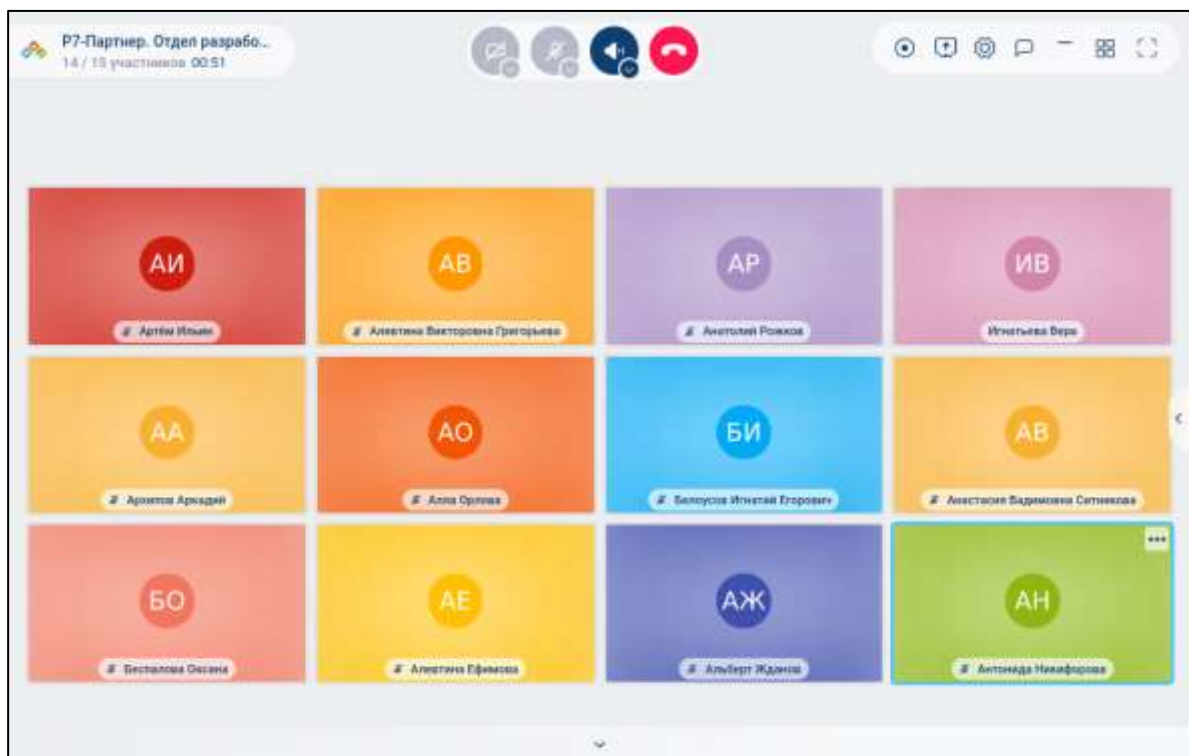 Р7-Партнер. Отдел разрабо...
14 / 15 участников 00:51
АИ
АВ
АР
ИВ
Артём Ильин
Алевтина Викторовна Григорьева
Анатолий Рожков
Игнатьева Вера
АА
АО
БИ
АВ
Архипов Аркадий
Алла Орлова
Белоусов Игнатий Егорович
Анастасия Вадимовна Ситникова
БО
АЕ
АЖ
АН
Беспалова Оксана
Алевтина Ефимова
Альберт Жданов
Антонида Никифорова